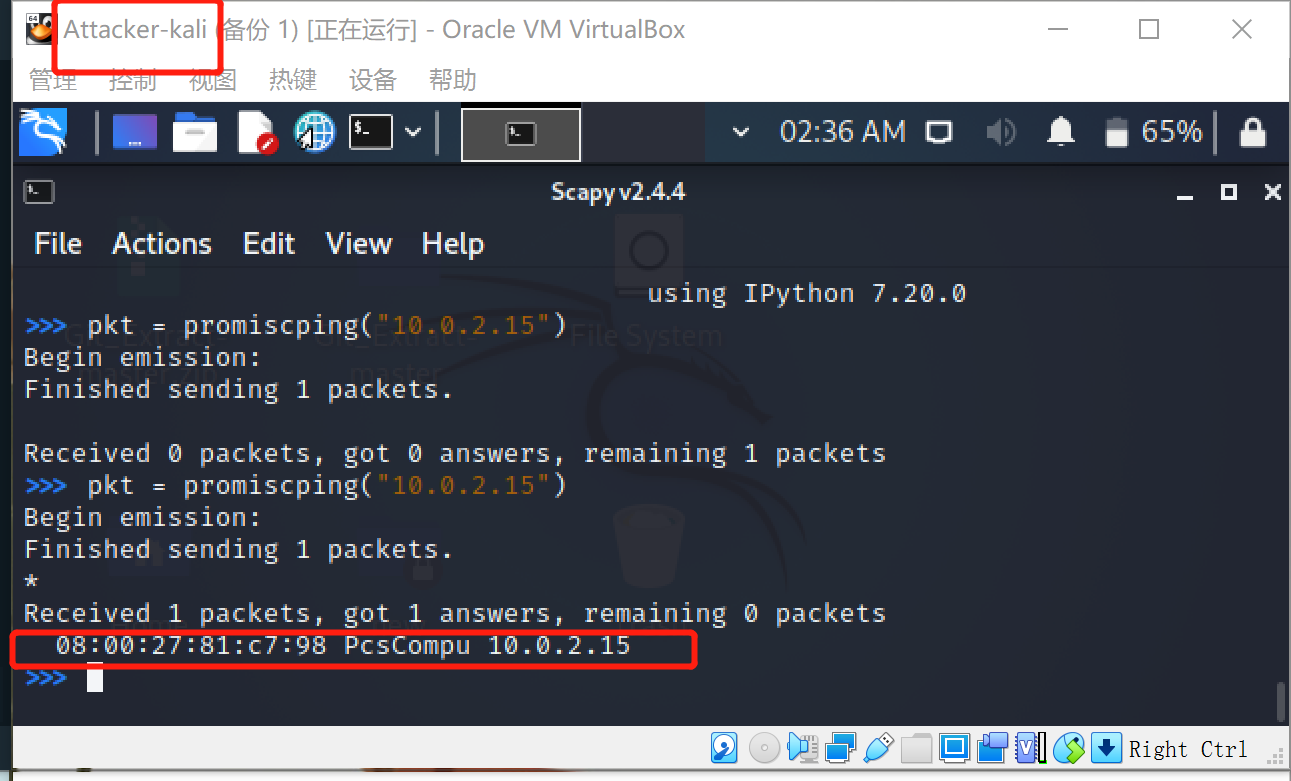 Attacker-kali (备份 1) [正在运行] - Oracle VM VirtualBox
管理 控制 视图 热键 设备 帮助
02:36 AM 65%
Scapy v2.4.4
File Actions Edit View Help
using IPython 7.20.0
>>> pkt = promiscping("10.0.2.15")
File System
Begin emission:
Finished sending 1 packets.
Received 0 packets, got 0 answers, remaining 1 packets
>>> pkt = promiscping("10.0.2.15")
Begin emission:
Finished sending 1 packets.
*
Received 1 packets, got 1 answers, remaining 0 packets
08:00:27:81:c7:98 PcsCompu 10.0.2.15
>>>
Right Ctrl